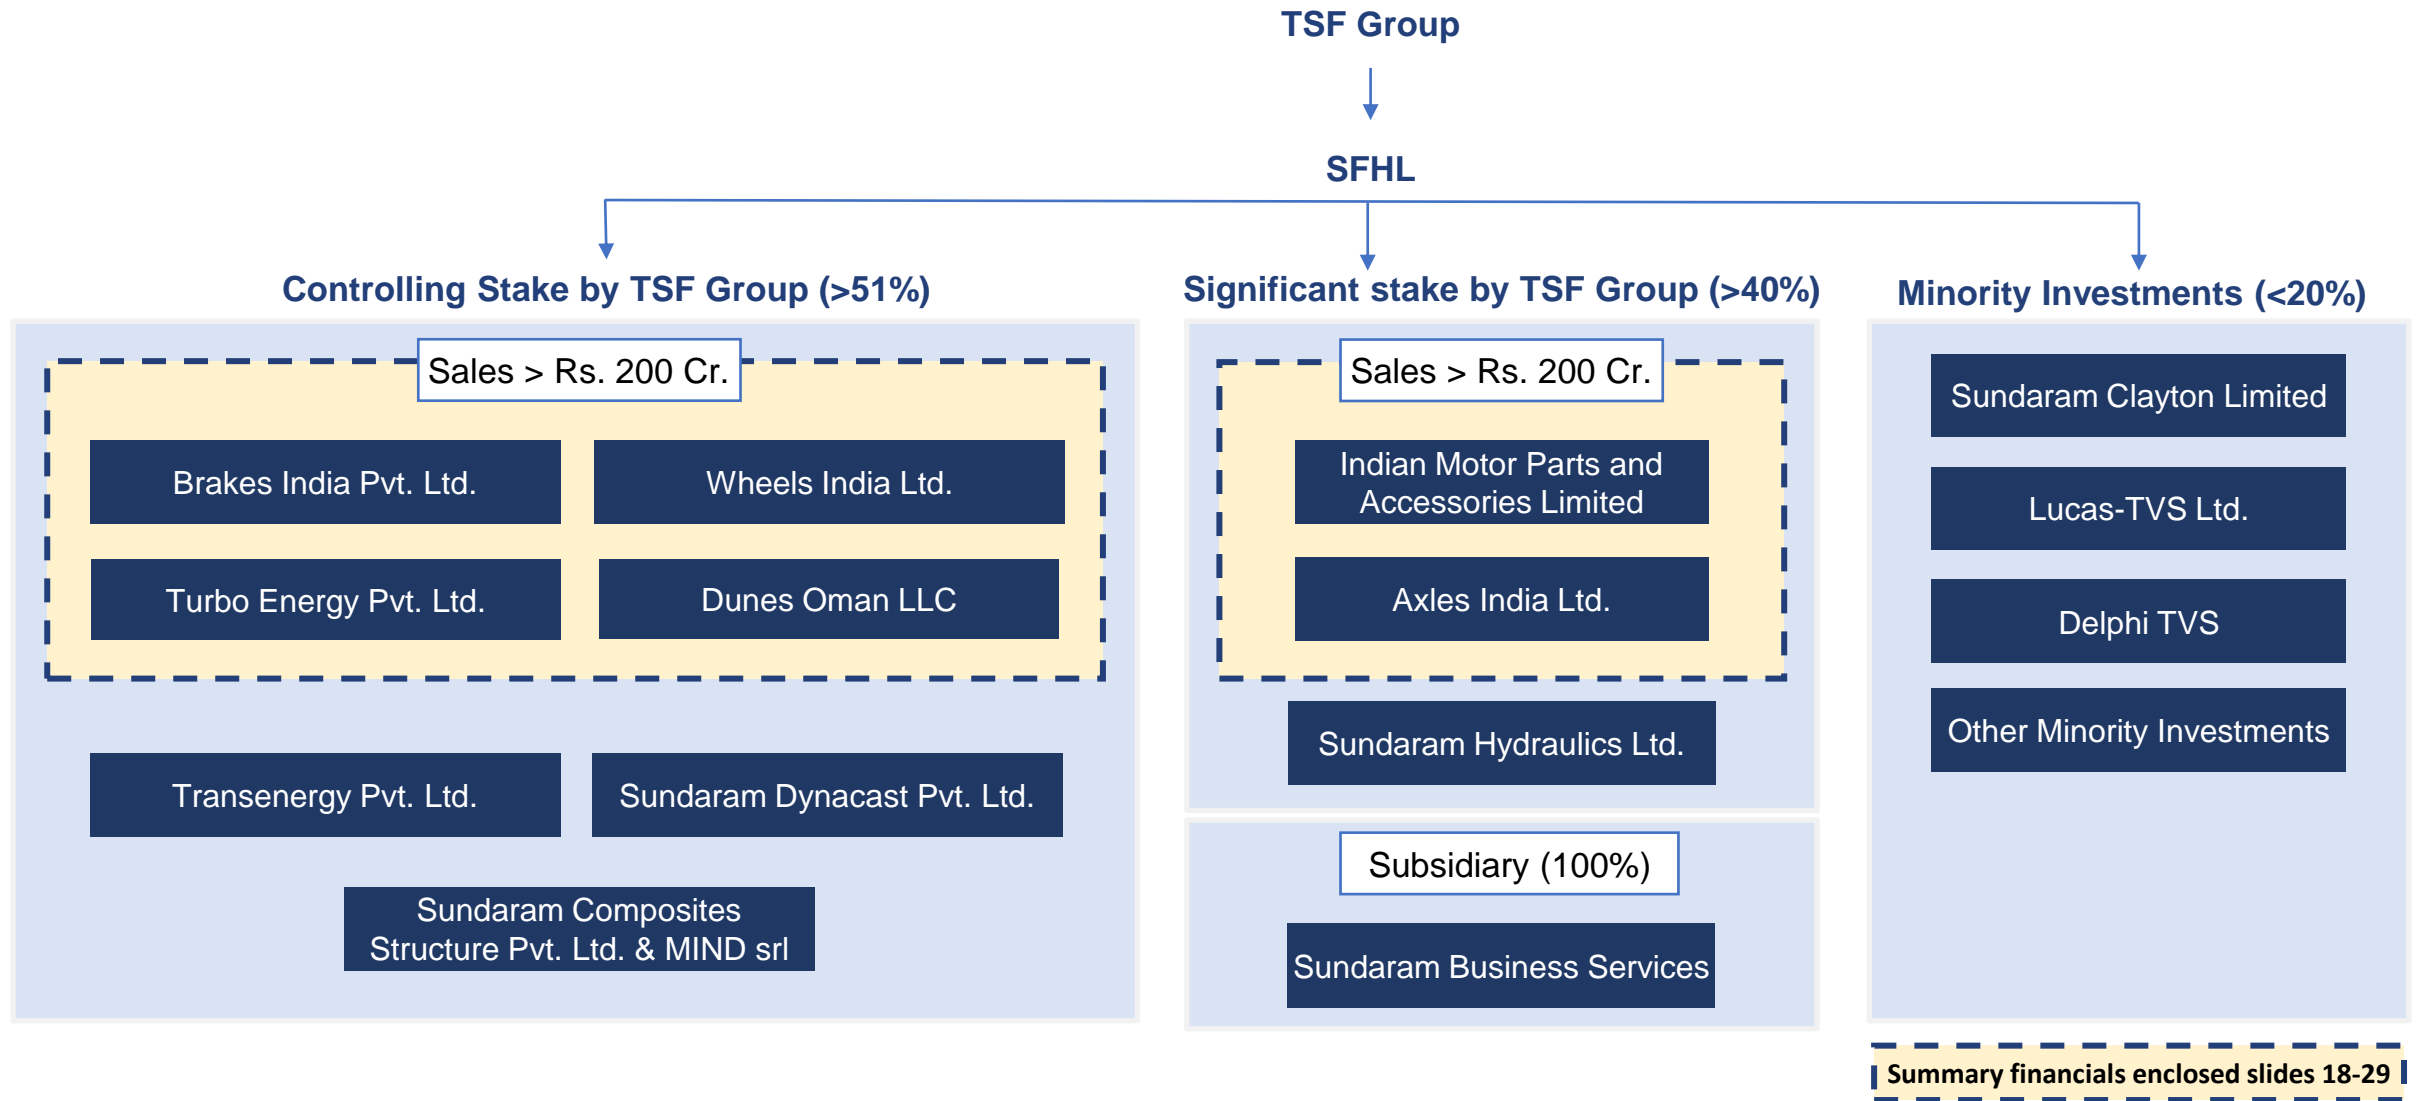 TSF Group
SFHL
Controlling Stake by TSF Group (>51%)
Sales > Rs. 200 Cr.
Brakes India Pvt. Ltd.
Wheels India Ltd.
Turbo Energy Pvt. Ltd.
Dunes Oman LLC
Transenergy Pvt. Ltd.
Sundaram Dynacast Pvt. Ltd.
Sundaram Composites
Structure Pvt. Ltd. & MIND srl
Significant stake by TSF Group (>40%)
Sales > Rs. 200 Cr.
Indian Motor Parts and
Accessories Limited
Axles India Ltd.
Sundaram Hydraulics Ltd.
Subsidiary (100%)
Sundaram Business Services
Minority Investments (<20%)
Sundaram Clayton Limited
Lucas-TVS Ltd.
Delphi TVS
Other Minority Investments
Summary financials enclosed slides 18-29